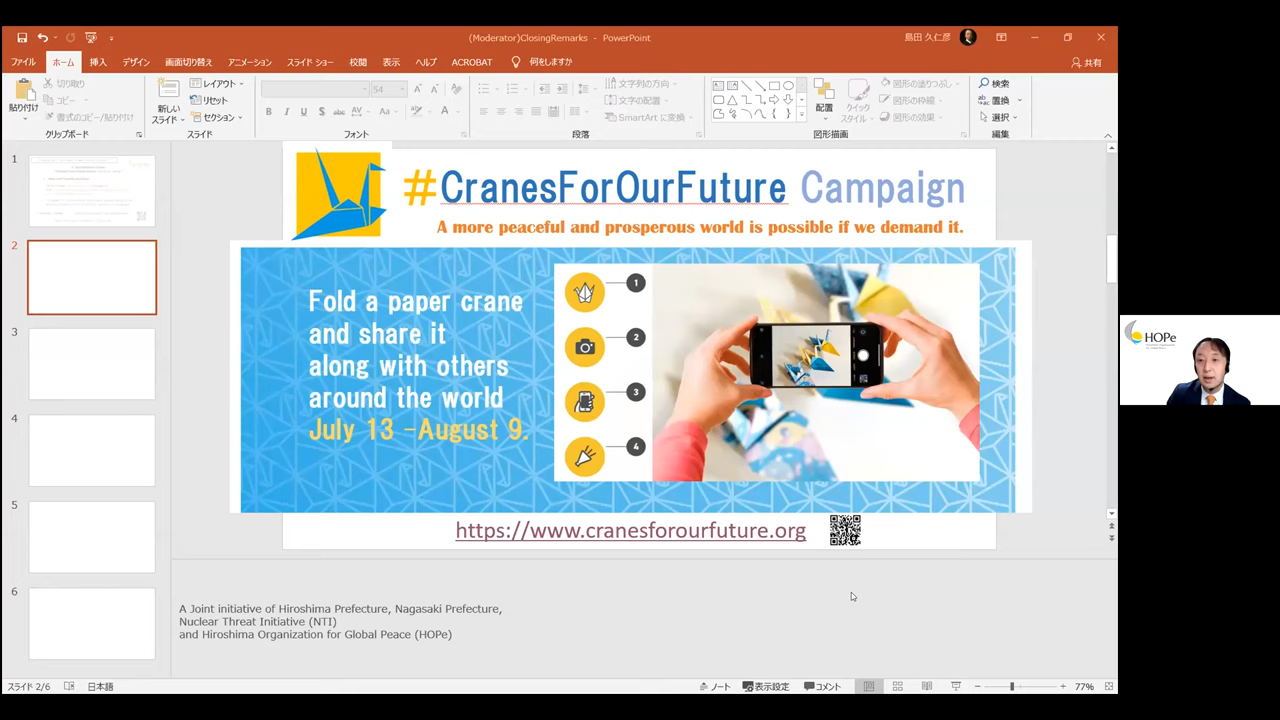 (Moderator)ClosingRemarks - PowerPoint
島田 久仁彦
ファイル
ホーム
挿入
デザイン
画面切り替え
アニメーション
スライド ショー
校閲
表示
ヘルプ
ACROBAT
何をしますか
共有
貼り付け
切り取り
コピー
書式のコピー/貼り付け
クリップボード
新しい
スライド
レイアウト
リセット
セクション
スライド
54
フォント
文字列の方向
文字の配置
SmartArt に変換
段落
配置
クイック
スタイル
図形の塗りつぶし
図形の枠線
図形の効果
図形描画
検索
置換
選択
編集
1
2
3
4
5
6
#CranesForOurFuture Campaign
A more peaceful and prosperous world is possible if we demand it.
Fold a paper crane
and share it
along with others
around the world
July 13 –August 9.
1
2
3
4
https://www.cranesforourfuture.org
HOPe
A Joint initiative of Hiroshima Prefecture, Nagasaki Prefecture,
Nuclear Threat Initiative (NTI)
and Hiroshima Organization for Global Peace (HOPe)
スライド 2/6
日本語
ノート
表示設定
コメント
77%